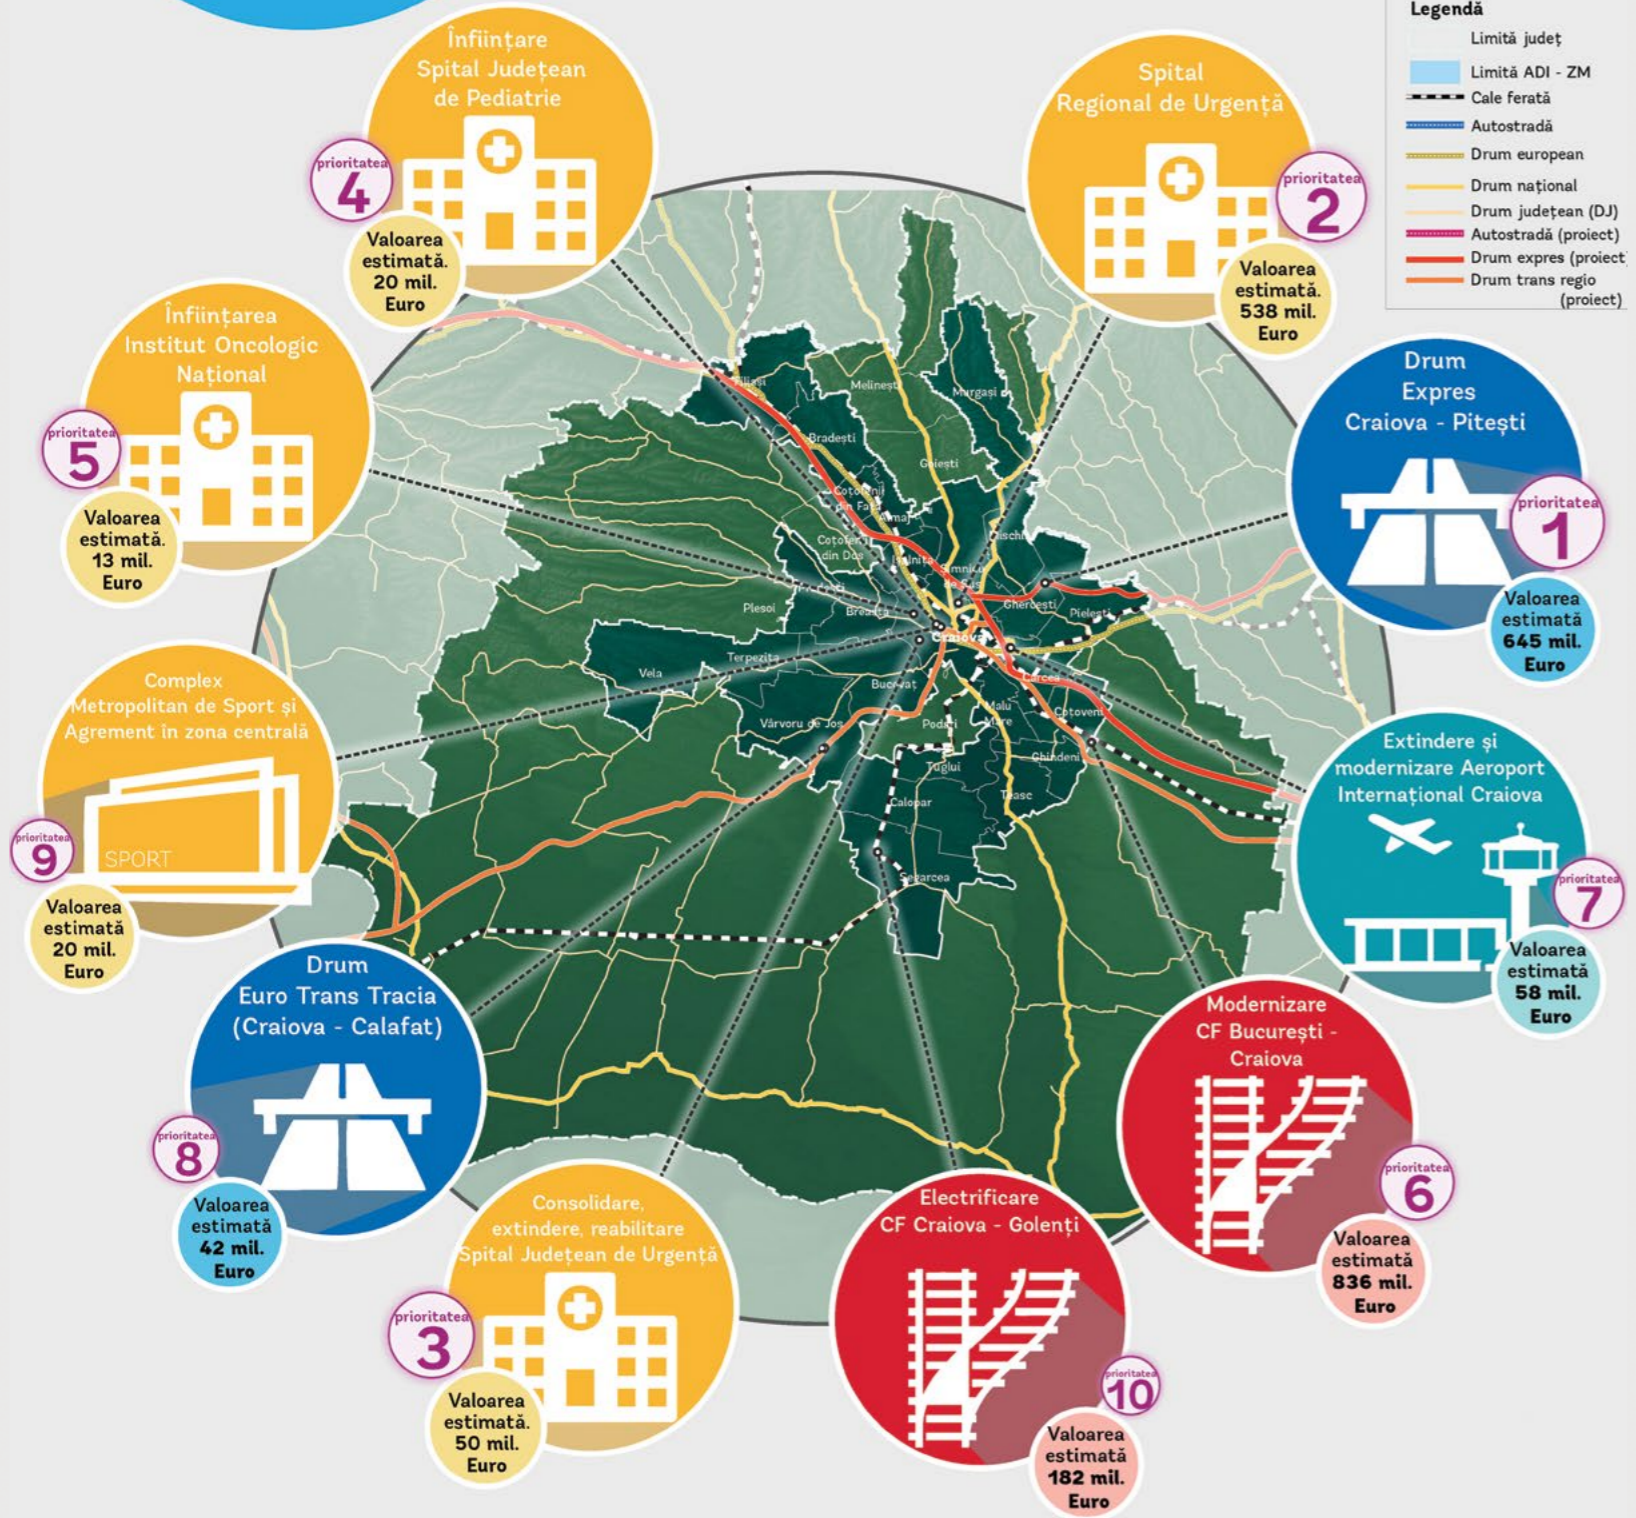 Legendă
Limită județ
Limită ADI - ZM
Cale ferată
Autostradă
Drum european
Drum național
Drum județean (DJ)
Autostradă (proiect)
Drum expres (proiect
Drum trans regio
(proiect)
Înființare
Spital Județean
de Pediatrie
prioritatea
4
Valoarea
estimată.
20 mil.
Euro
Spital
Regional de Urgență
prioritatea
2
Valoarea
estimată.
538 mil.
Euro
Înființarea
Institut Oncologic
Național
prioritatea
5
Valoarea
estimată.
13 mil.
Euro
Drum
Expres
Craiova - Pitești
prioritatea
1
Valoarea
estimată
645 mil.
Euro
Filiași
Melinești
Murgași
Bradești
Goiești
Coțofenii
din Față
Almaj
Coțofenii
din Dos
Mischii
Ișalnița
Șimnicu
de Sus
Plesoi
Breasta
Ghercești
Pielești
Craiova
Terpezița
Vela
Bucovăț
Cârcea
Malu
Mare
Coțoveni
Vârvoru de Jos
Podari
Ghindeni
Țuglui
Teasc
Calopar
Segarcea
Complex
Metropolitan de Sport și
Agrement în zona centrală
SPORT
prioritatea
9
Valoarea
estimată
20 mil.
Euro
Extindere și
modernizare Aeroport
Internațional Craiova
prioritatea
7
Valoarea
estimată
58 mil.
Euro
Drum
Euro Trans Tracia
(Craiova - Calafat)
prioritatea
8
Valoarea
estimată
42 mil.
Euro
Modernizare
CF București -
Craiova
prioritatea
6
Valoarea
estimată
836 mil.
Euro
Consolidare,
extindere, reabilitare
Spital Județean de Urgență
prioritatea
3
Valoarea
estimată.
50 mil.
Euro
Electrificare
CF Craiova - Golenți
prioritatea
10
Valoarea
estimată
182 mil.
Euro